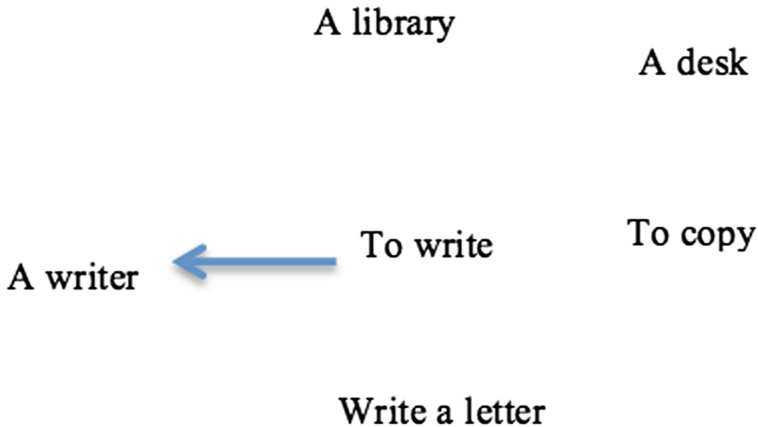 A library
A desk
To write
To copy
A writer
Write a letter